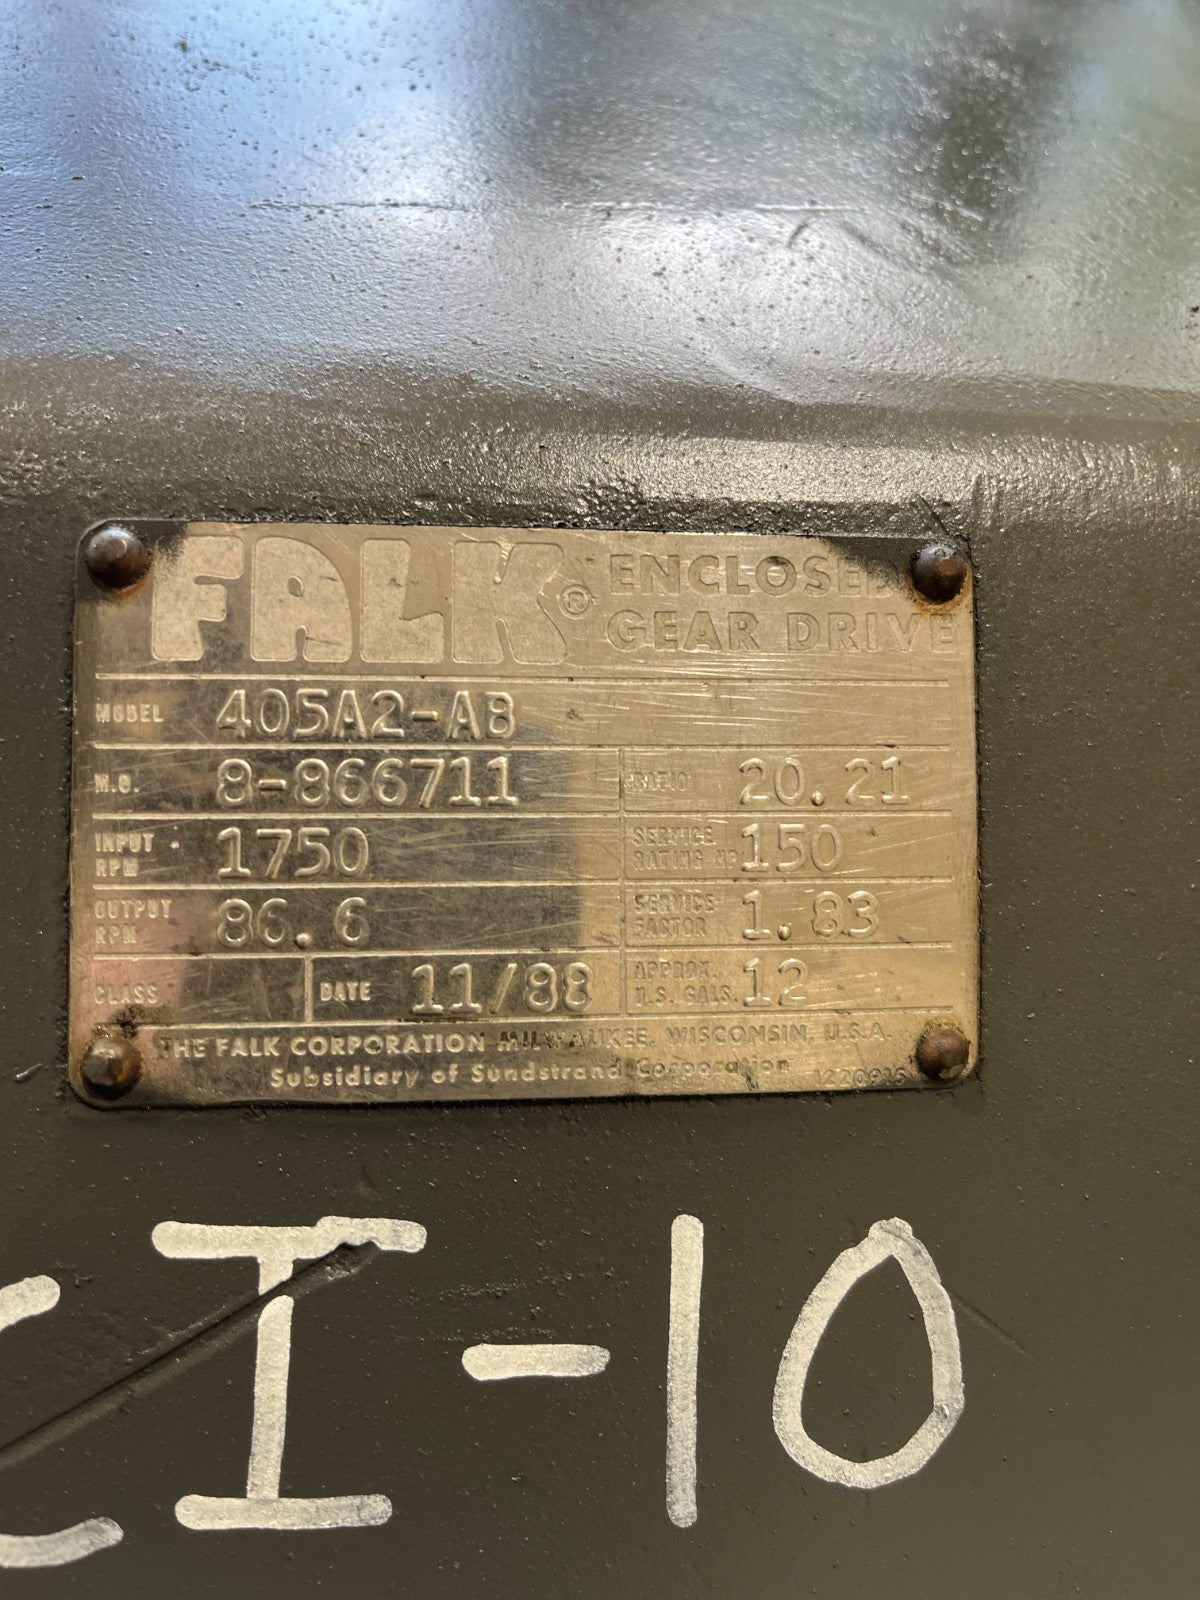 FALK® ENCLOSED
GEAR DRIVE
MODEL 405A2-AB
M.O. 8-866711 RATIO 20.21
INPUT RPM 1750 SERVICE RATING HP 150
OUTPUT RPM 86.6 SERVICE FACTOR 1.83
CLASS DATE 11/88 APPROX. U.S. GALS. 12
THE FALK CORPORATION MILWAUKEE, WISCONSIN, U.S.A.
Subsidiary of Sundstrand Corporation
CI-10